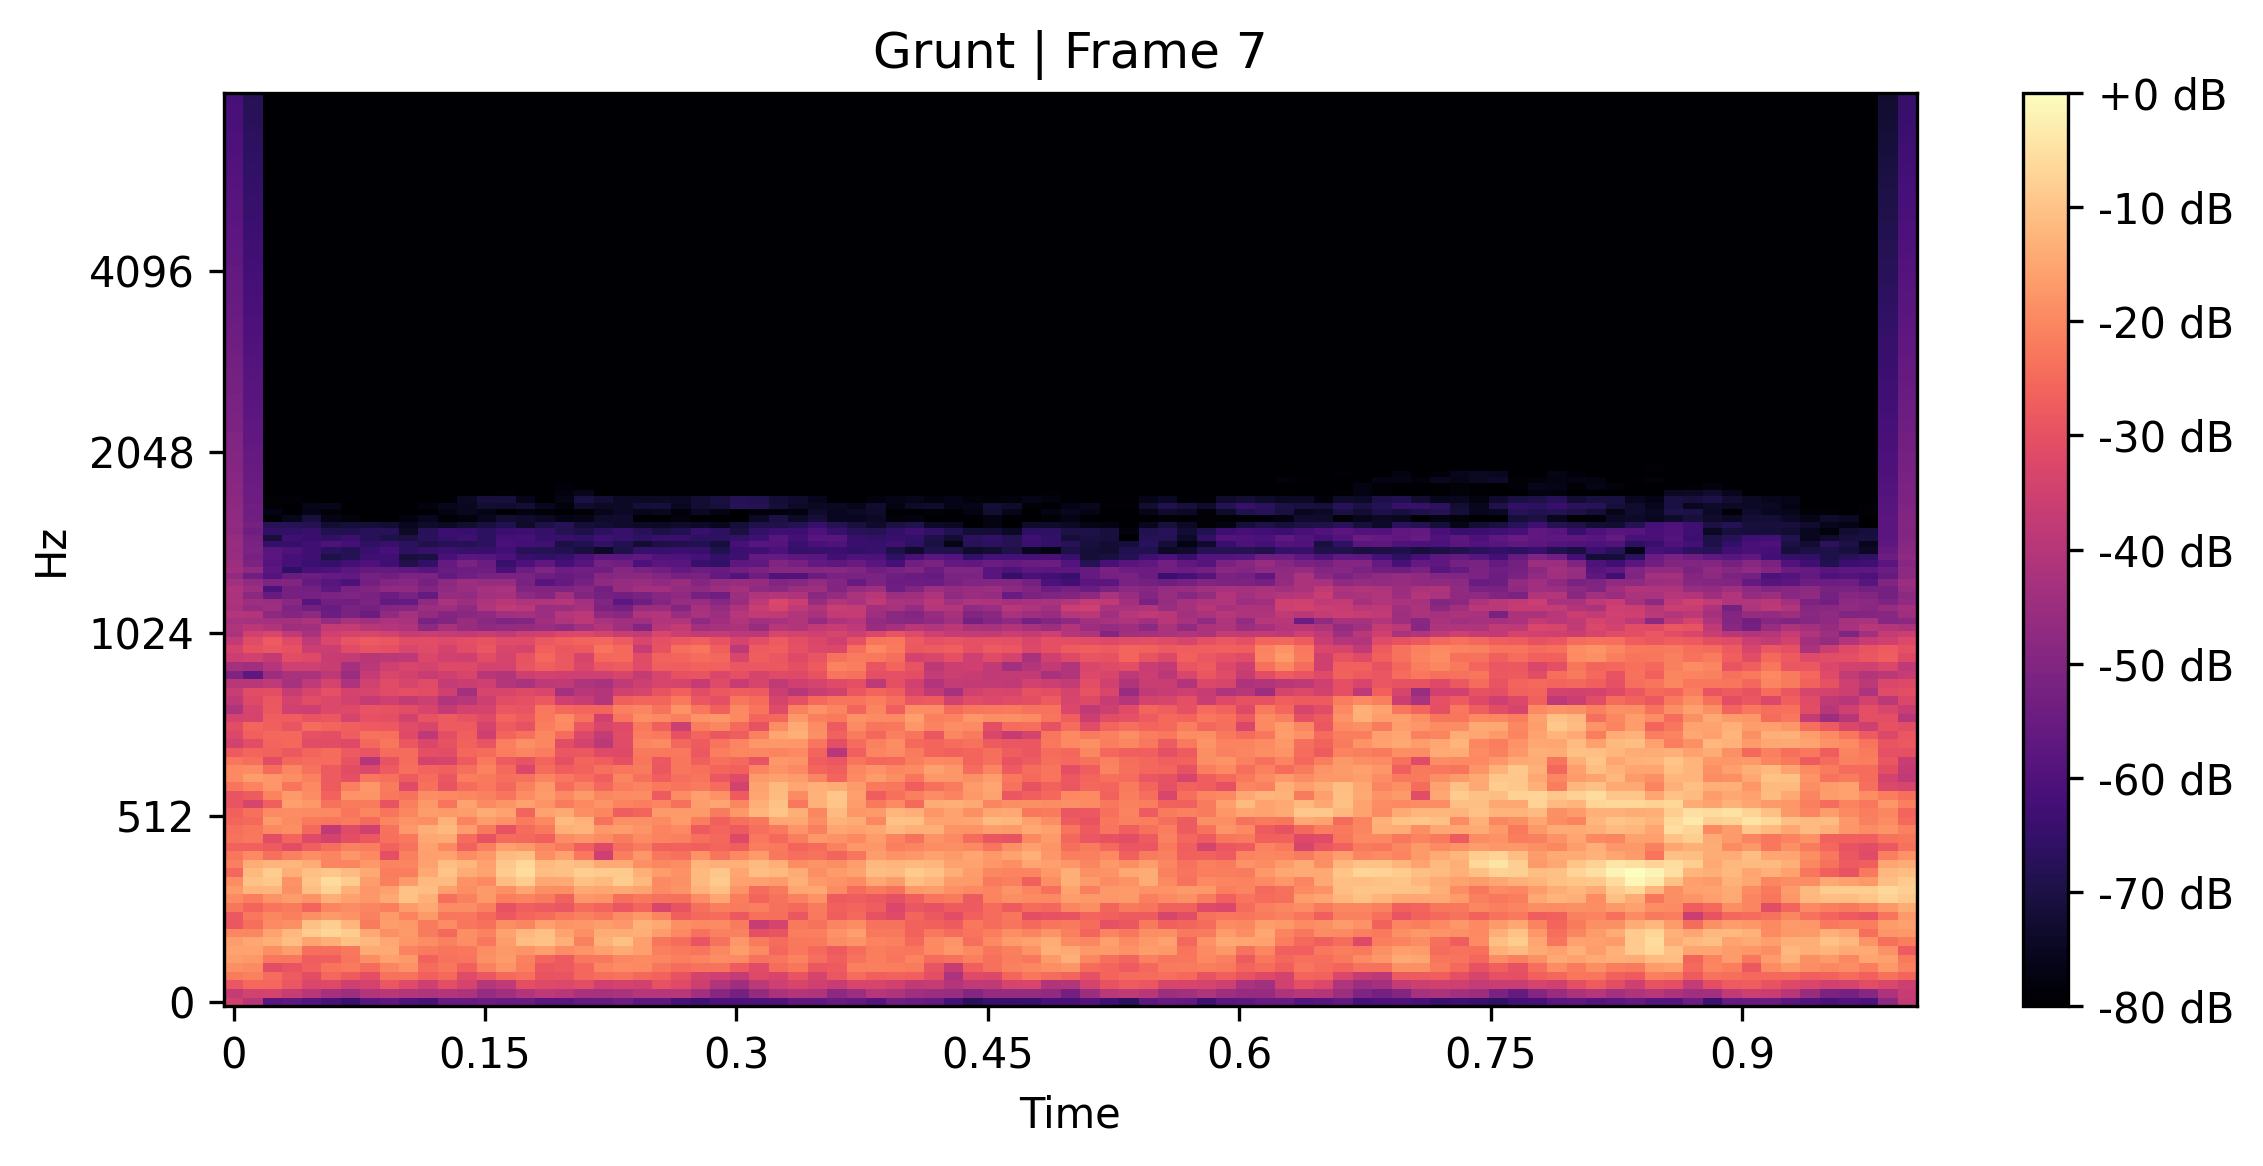 Grunt | Frame 7
+0 dB
-10 dB
-20 dB
-30 dB
-40 dB
-50 dB
-60 dB
-70 dB
-80 dB
Hz
4096
2048
1024
512
0
0 0.15 0.3 0.45 0.6 0.75 0.9
Time